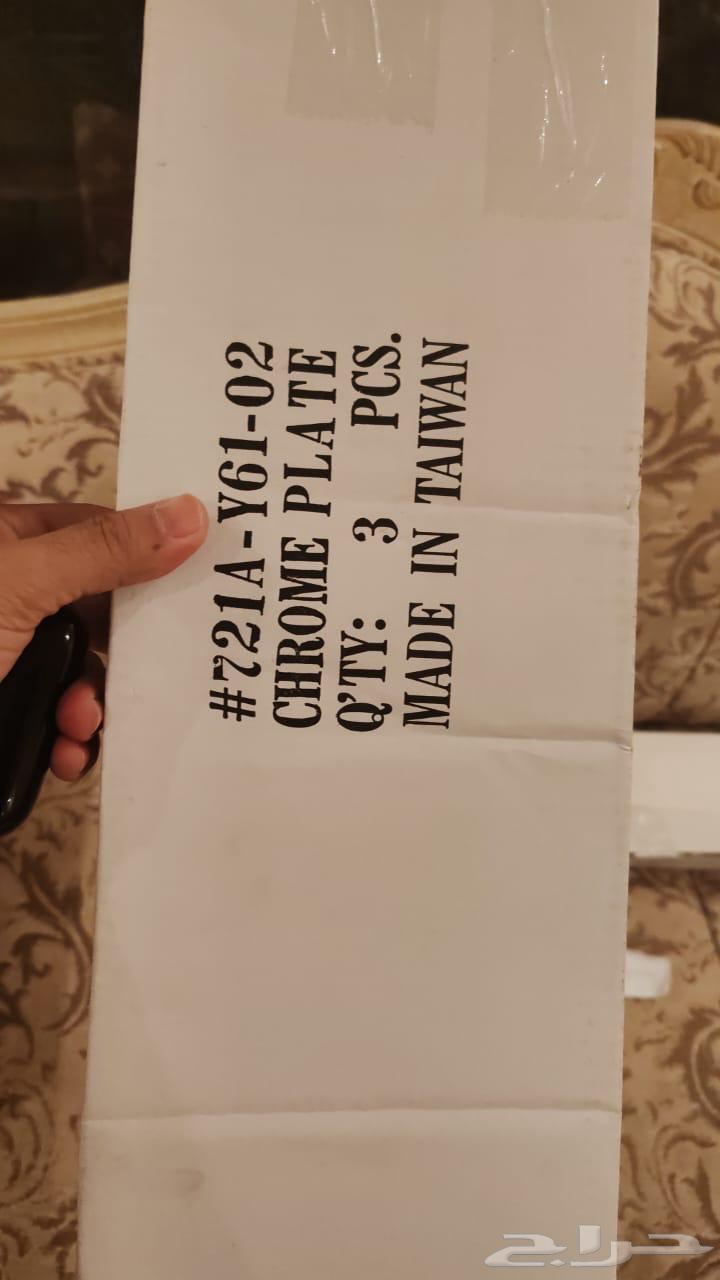 #721A-Y61-02
CHROME PLATE
Q'TY: 3 PCS.
MADE IN TAIWAN
حراج